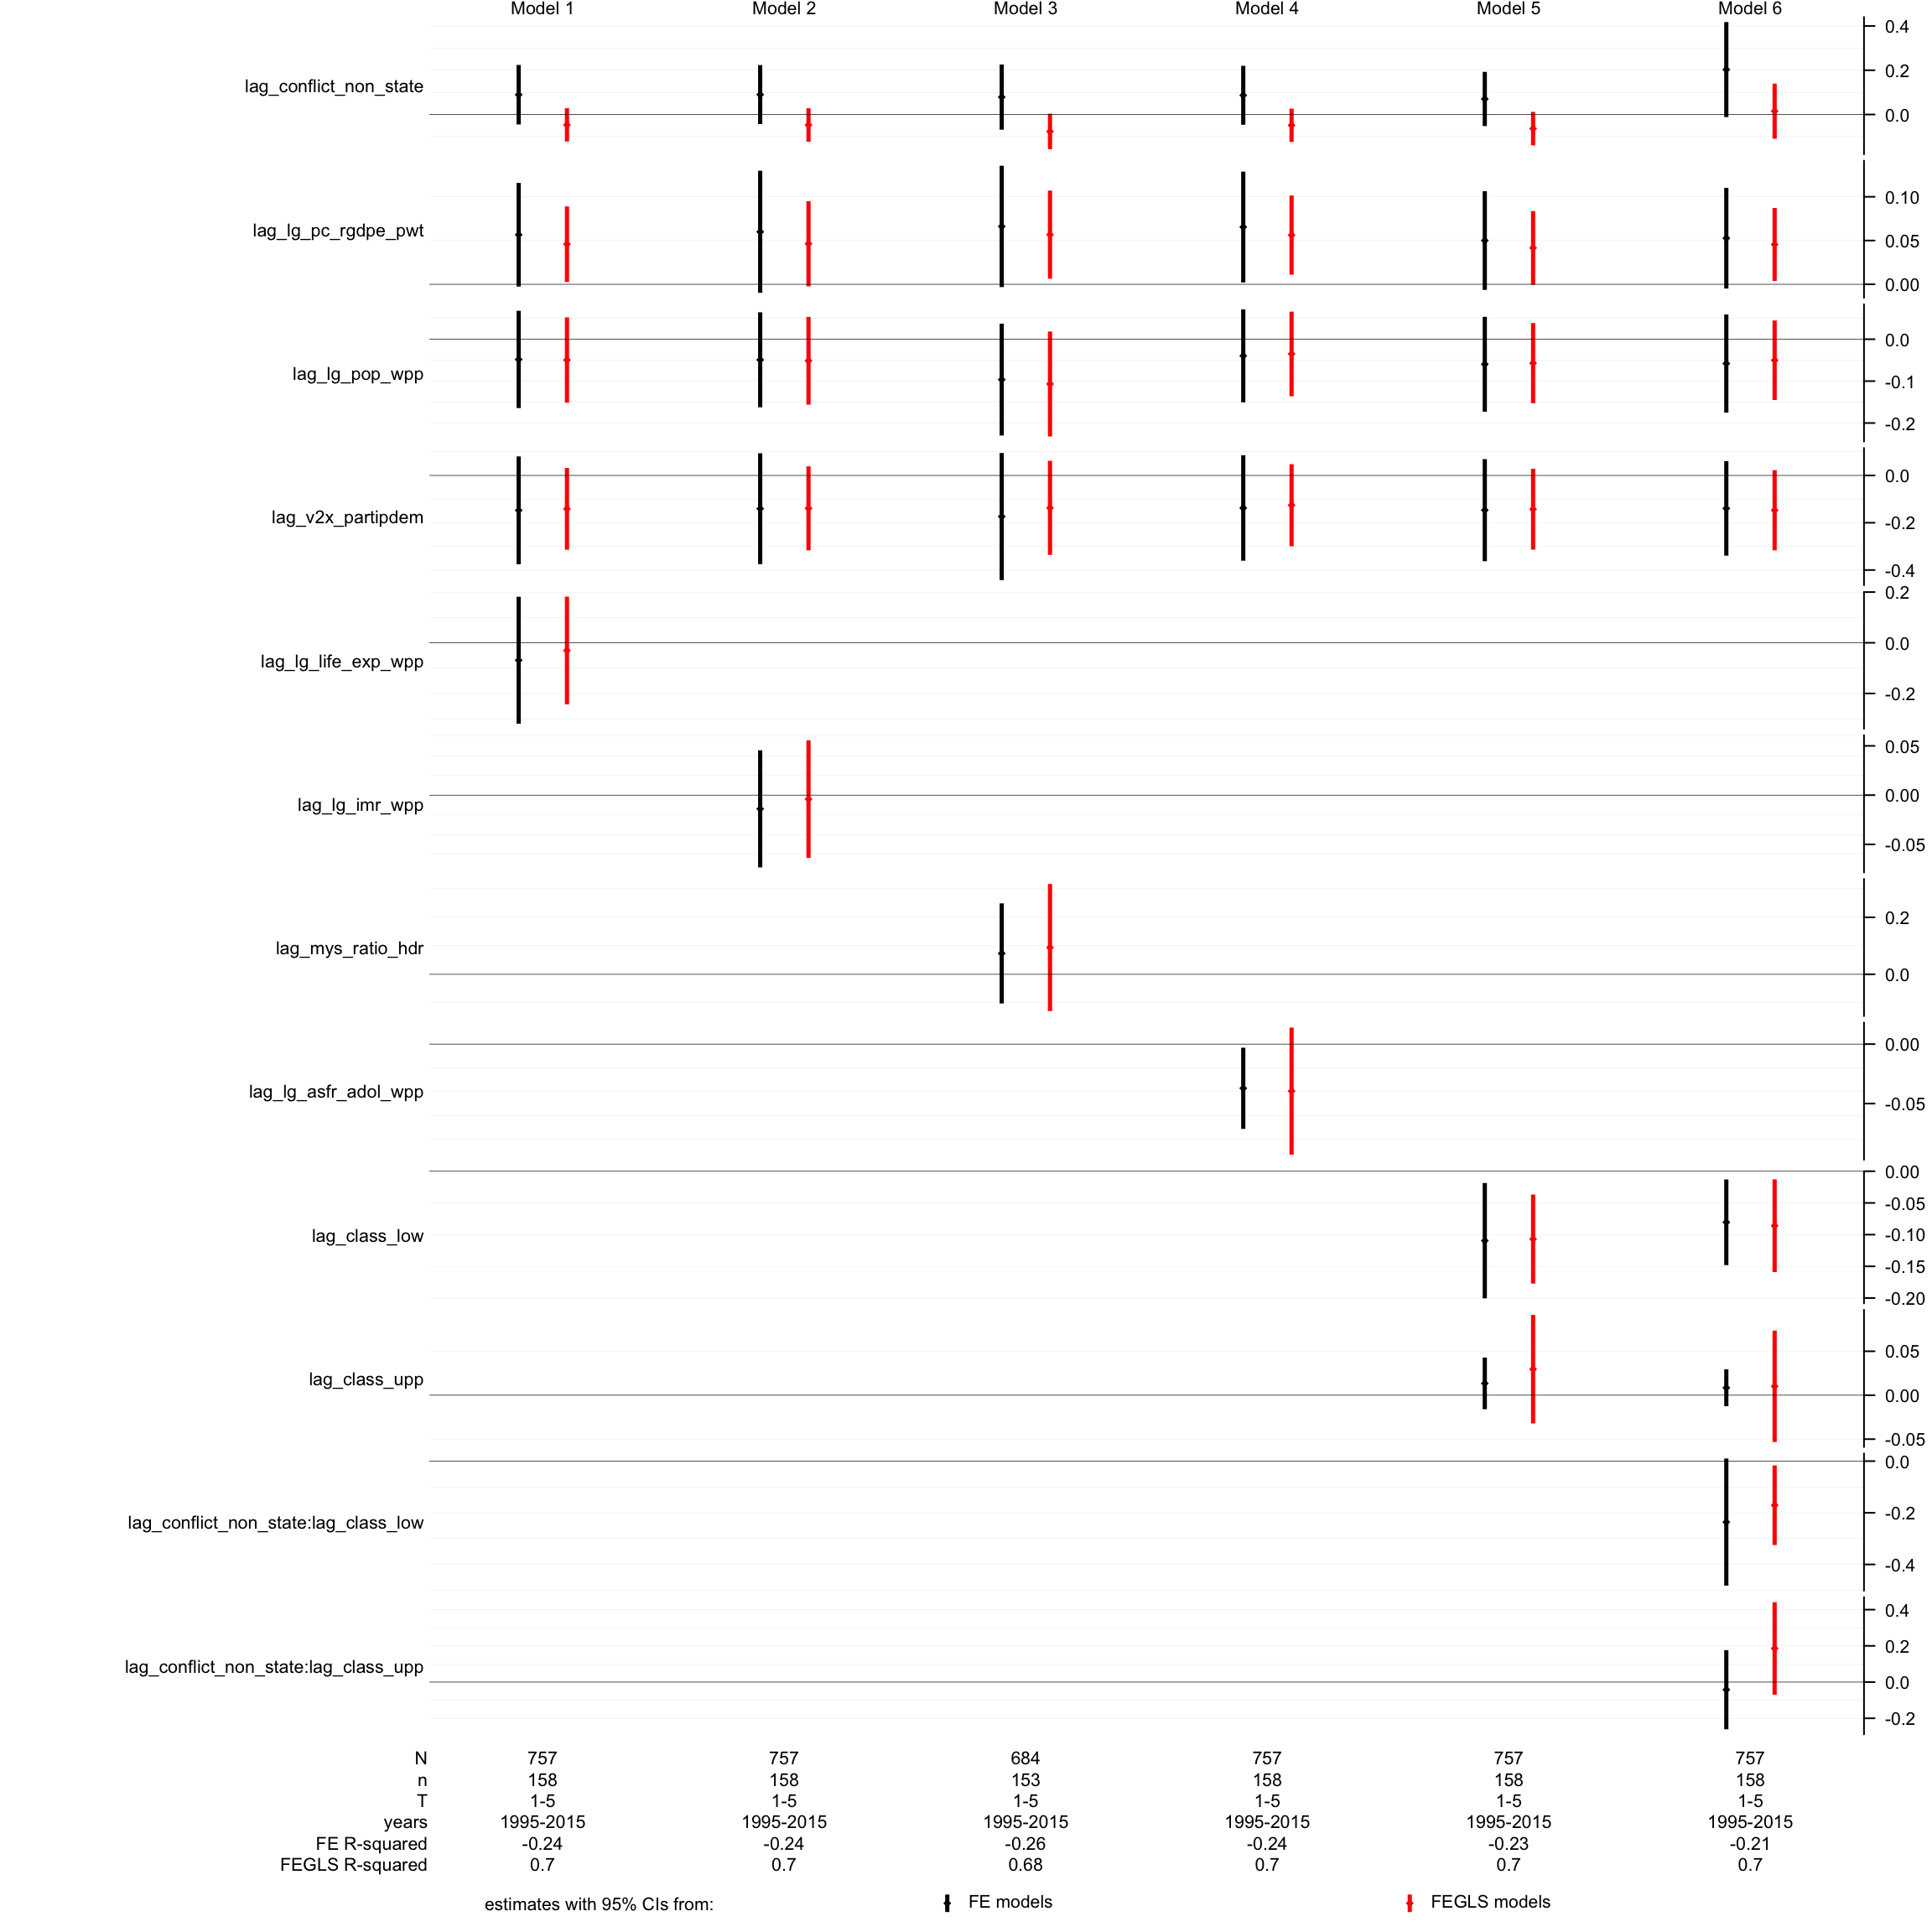 Model 1 Model 2 Model 3 Model 4 Model 5 Model 6
lag_conflict_non_state
0.4
0.2
0.0
lag_lg_pc_rgdpe_pwt
0.10
0.05
0.00
lag_lg_pop_wpp
0.0
-0.1
-0.2
lag_v2x_partipdem
0.0
-0.2
-0.4
lag_lg_life_exp_wpp
0.2
0.0
-0.2
lag_lg_imr_wpp
0.05
0.00
-0.05
lag_mys_ratio_hdr
0.2
0.0
lag_lg_asfr_adol_wpp
0.00
-0.05
lag_class_low
0.00
-0.05
-0.10
-0.15
-0.20
lag_class_upp
0.05
0.00
-0.05
lag_conflict_non_state:lag_class_low
0.0
-0.2
-0.4
lag_conflict_non_state:lag_class_upp
0.4
0.2
0.0
-0.2
N 757 757 684 757 757 757
n 158 158 153 158 158 158
T 1-5 1-5 1-5 1-5 1-5 1-5
years 1995-2015 1995-2015 1995-2015 1995-2015 1995-2015 1995-2015
FE R-squared -0.24 -0.24 -0.26 -0.24 -0.23 -0.21
FEGLS R-squared 0.7 0.7 0.68 0.7 0.7 0.7
estimates with 95% CIs from: FE models FEGLS models